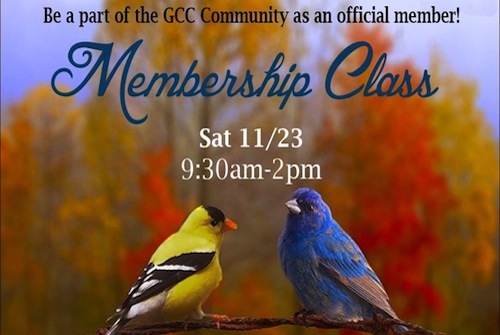 Be a part of the GCC Community as an official member!
Membership Class
Sat 11/23
9:30am-2pm